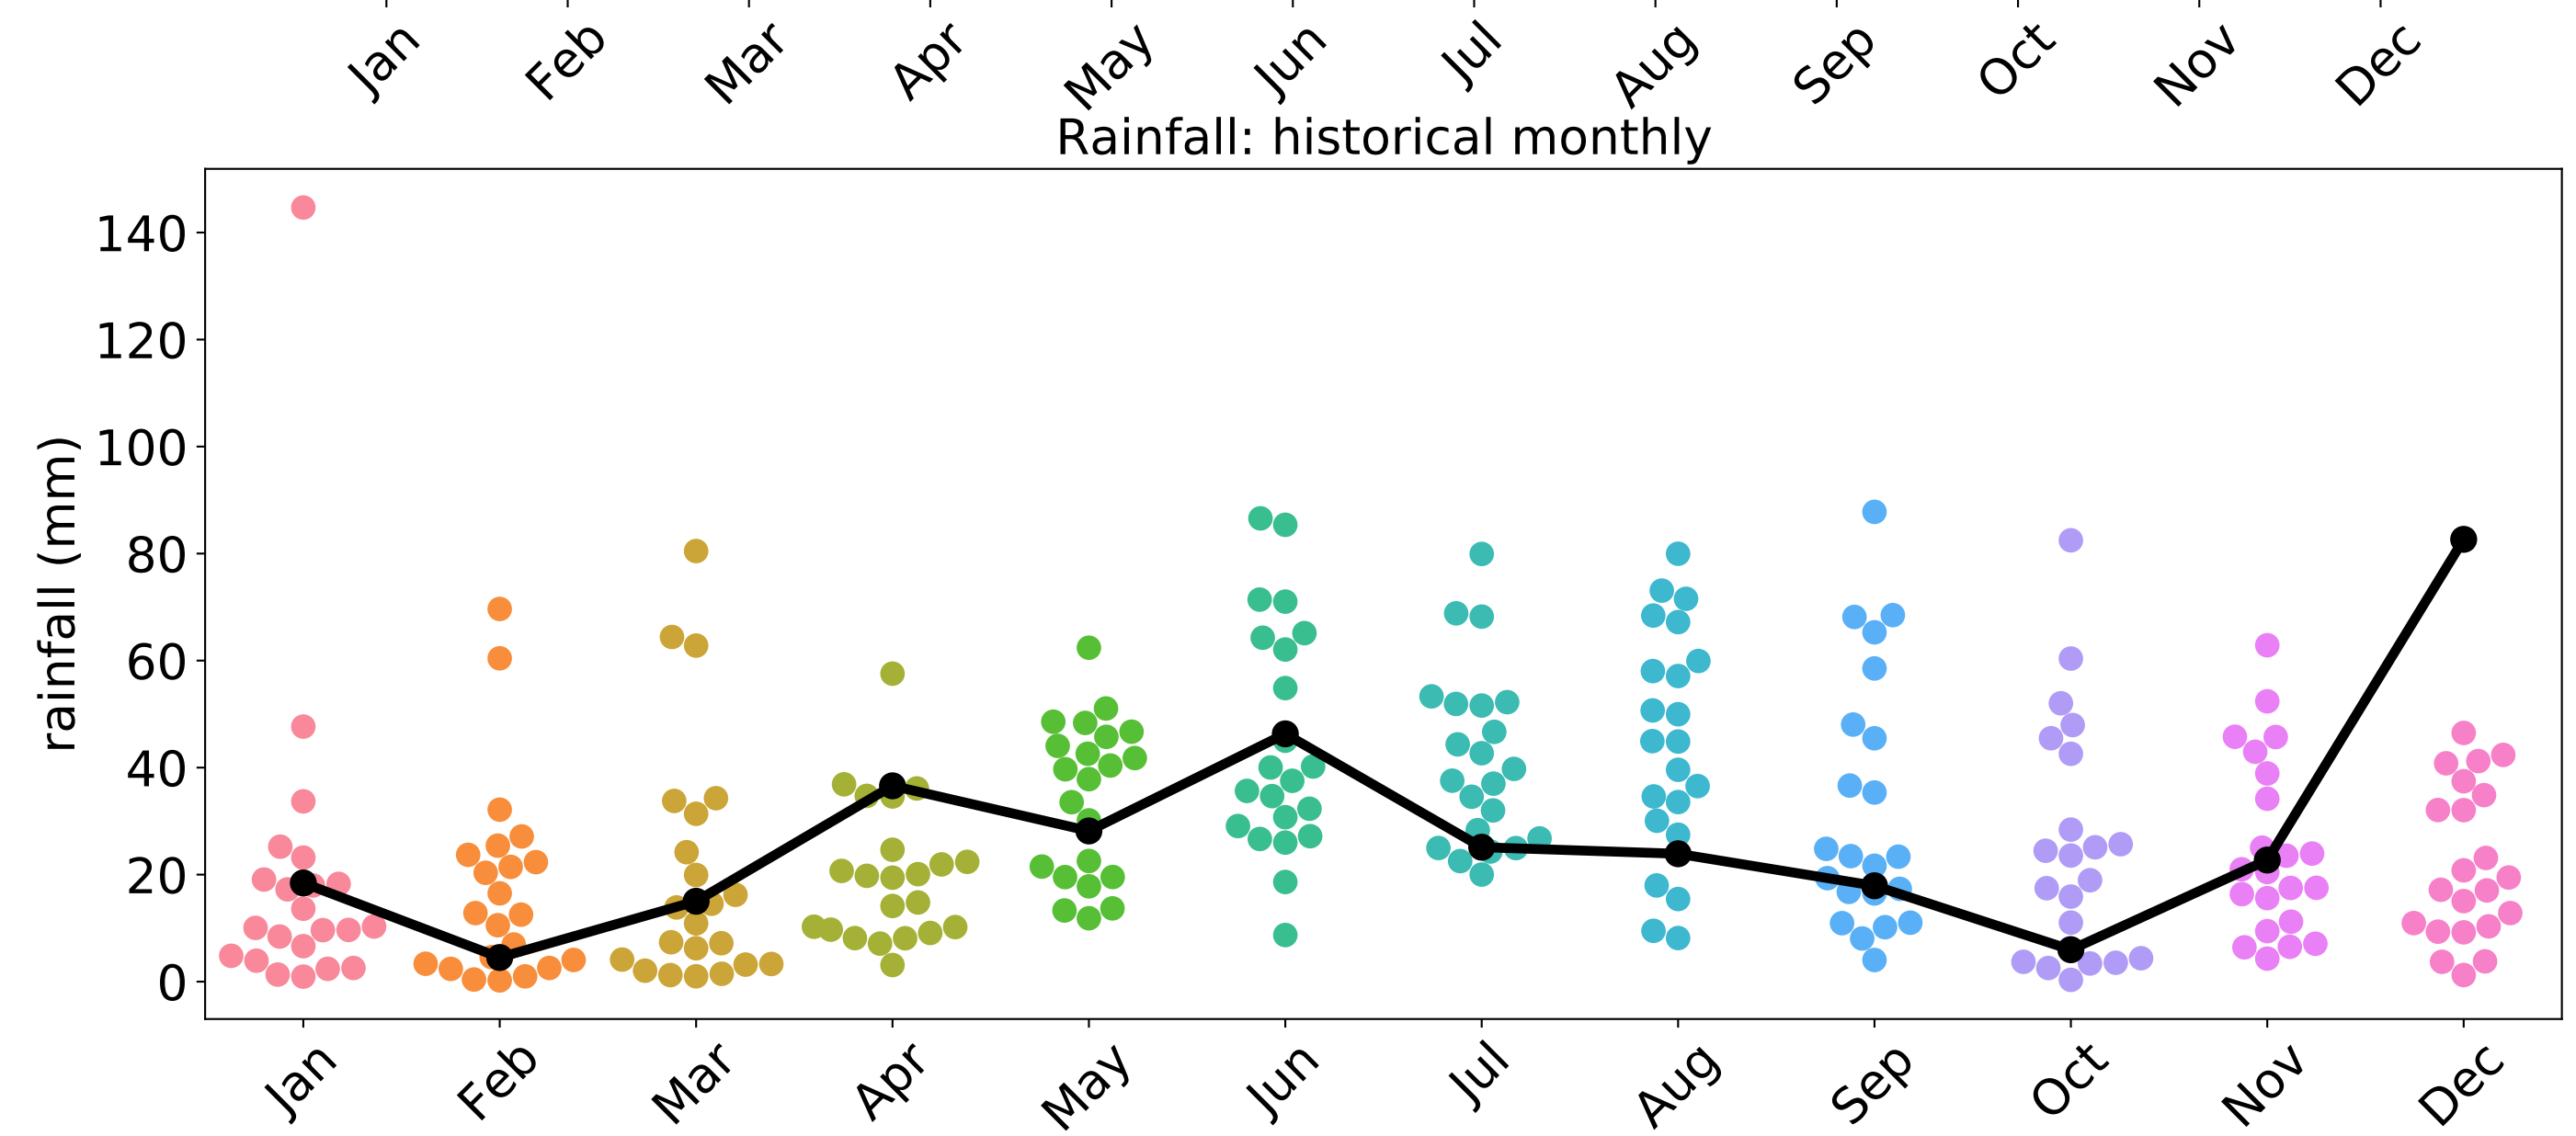 Jan Feb Mar Apr May Jun Jul Aug Sep Oct Nov Dec
Rainfall: historical monthly
rainfall (mm)
140
120
100
80
60
40
20
0
Jan Feb Mar Apr May Jun Jul Aug Sep Oct Nov Dec